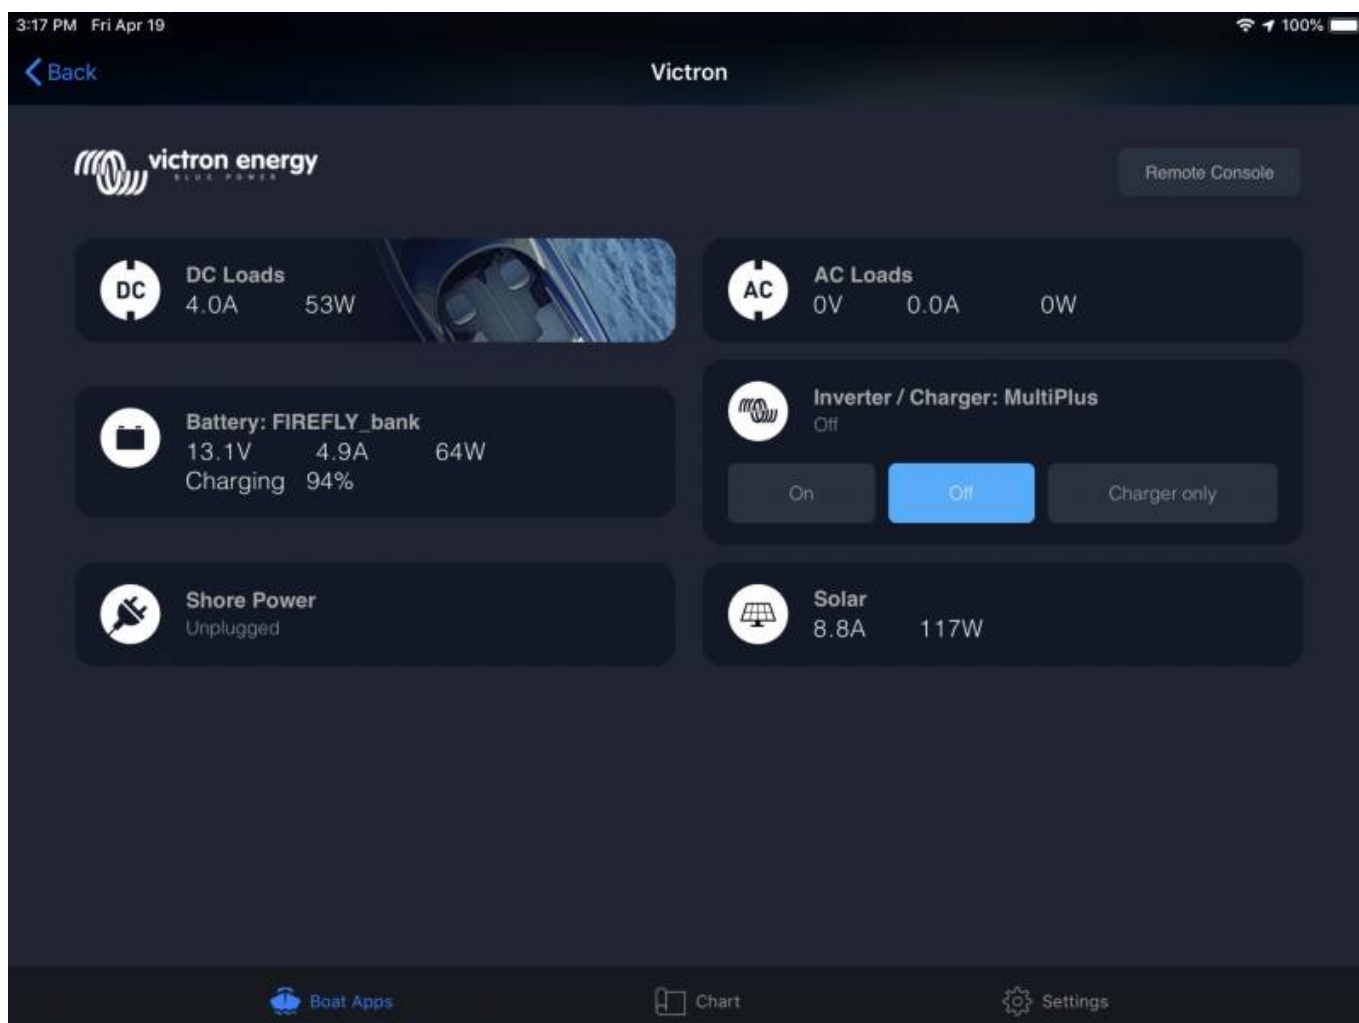 3:17 PM Fri Apr 19 100%
Back Victron
victron energy
BLUE POWER
Remote Console
DC Loads
4.0A 53W
AC Loads
0V 0.0A 0W
Battery: FIREFLY_bank
13.1V 4.9A 64W
Charging 94%
Inverter / Charger: MultiPlus
Off
On Off Charger only
Shore Power
Unplugged
Solar
8.8A 117W
Boat Apps Chart Settings
DC
AC